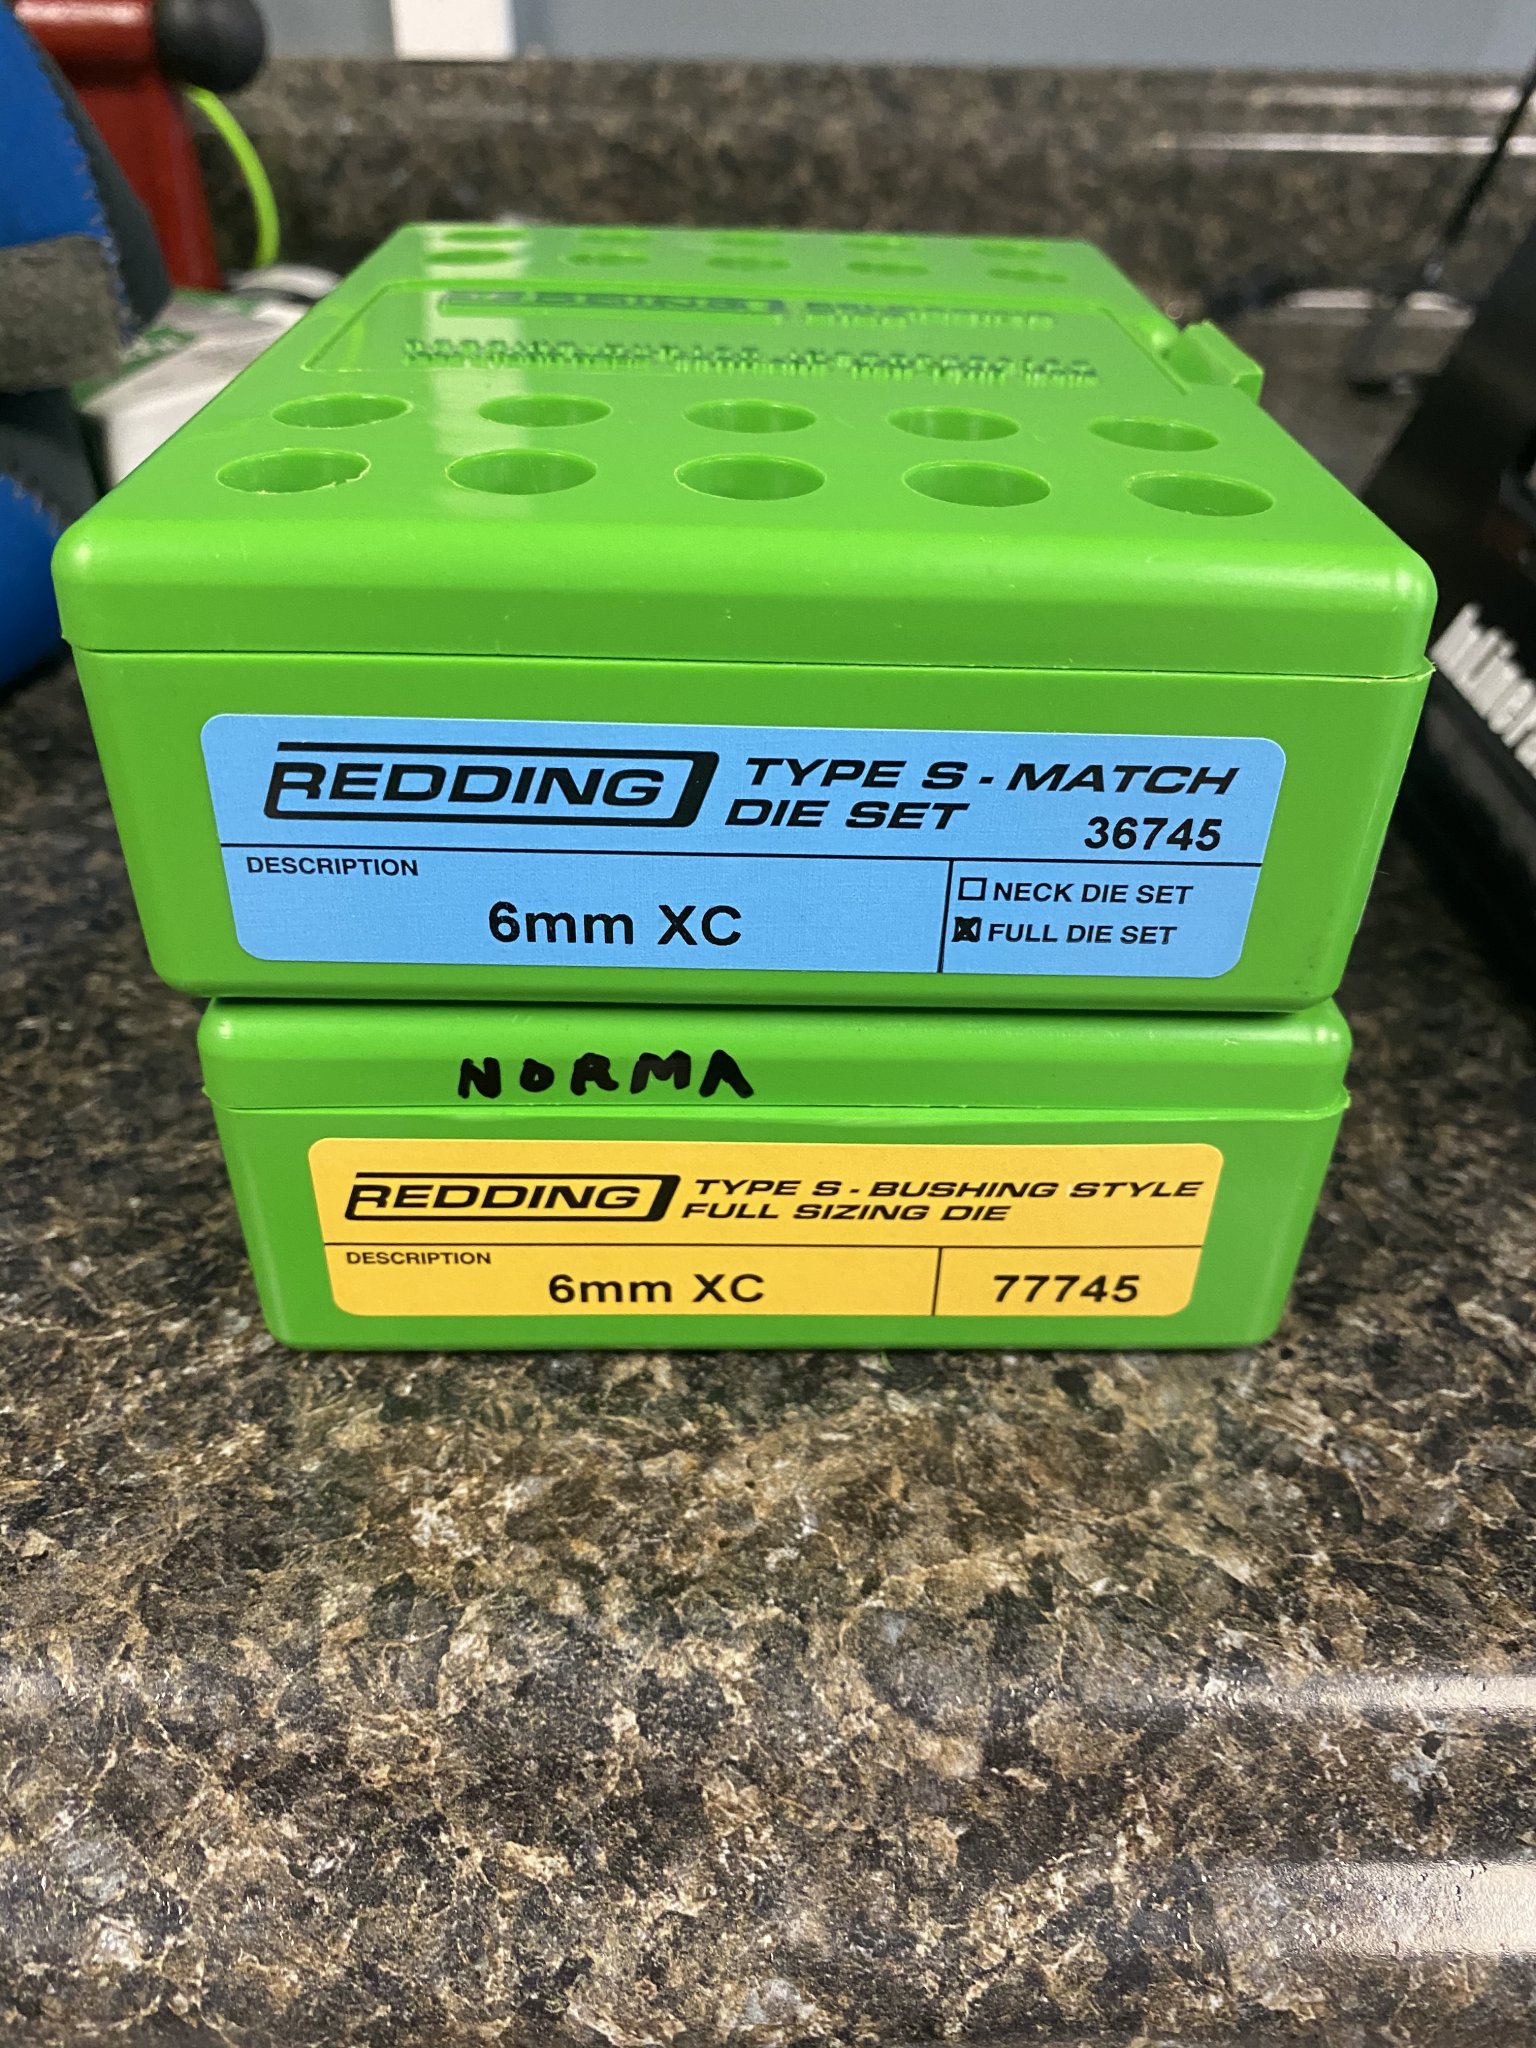 REDDING
REDDING
TYPE S - MATCH
DIE SET
36745
DESCRIPTION
6mm XC
NECK DIE SET
FULL DIE SET
NORMA
REDDING
TYPE S - BUSHING STYLE
FULL SIZING DIE
DESCRIPTION
6mm XC
77745